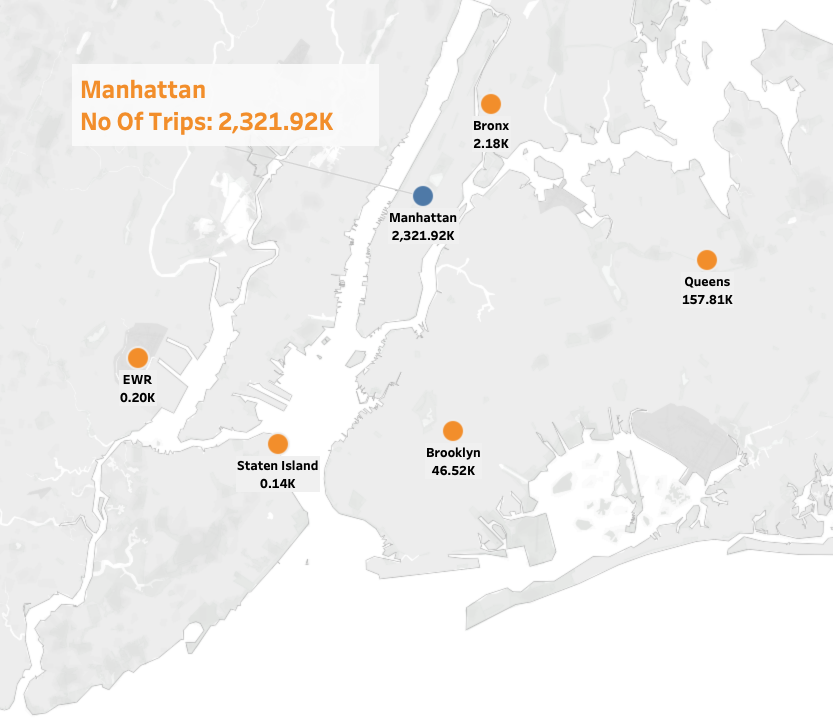 Manhattan
No Of Trips: 2,321.92K
Bronx
2.18K
Manhattan
2,321.92K
Queens
157.81K
EWR
0.20K
Brooklyn
46.52K
Staten Island
0.14K